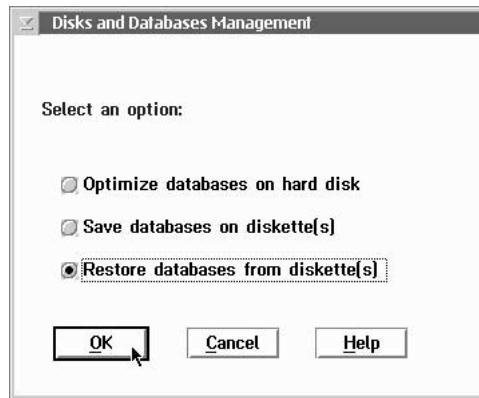 Disks and Databases Management
Select an option:
Optimize databases on hard disk
Save databases on diskette(s)
Restore databases from diskette(s)
OK Cancel Help